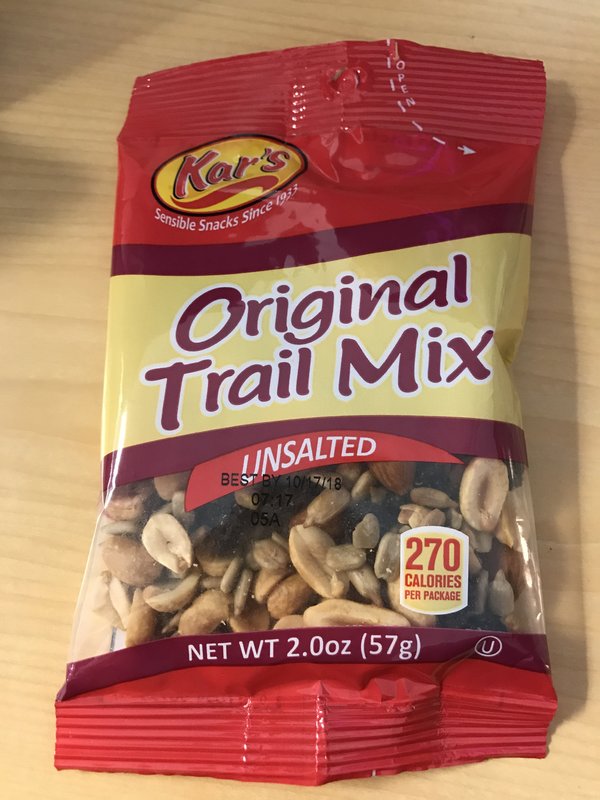 OPEN
Kar's
Sensible Snacks Since 1933
Original
Trail Mix
UNSALTED
BEST BY 10/17/18
07:17
05A
270
CALORIES
PER PACKAGE
NET WT 2.0oz (57g)
U